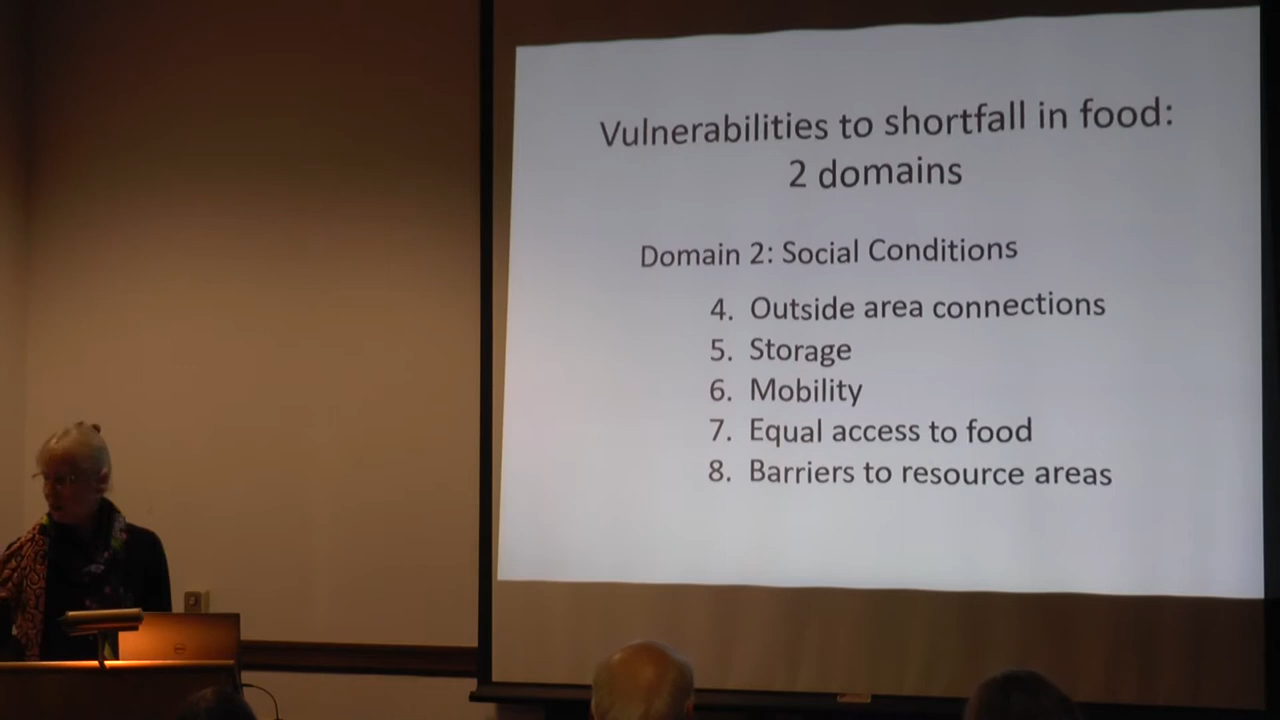 Vulnerabilities to shortfall in food:
2 domains
Domain 2: Social Conditions
4. Outside area connections
5. Storage
6. Mobility
7. Equal access to food
8. Barriers to resource areas